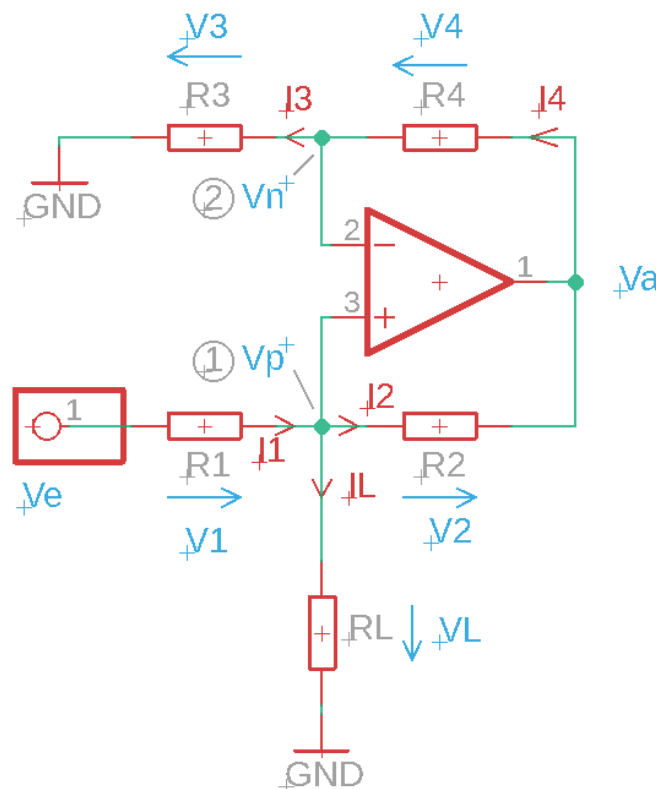 V3
V4
R3
I3
R4
I4
GND
2
Vn
2
1
Va
3
1
Vp
1
I2
I1
R1
R2
Ve
IL
V1
V2
RL
VL
GND